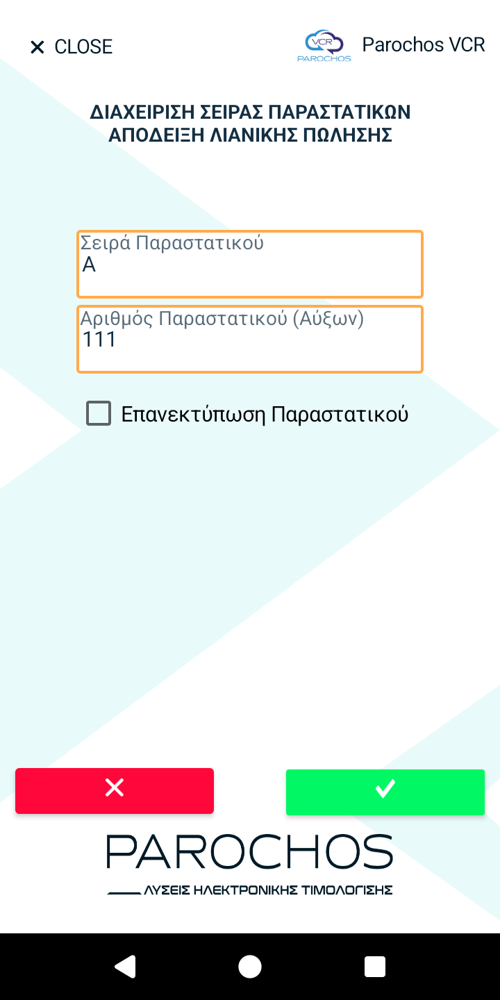 CLOSE
VCR
PAROCHOS
Parochos VCR
ΔΙΑΧΕΙΡΙΣΗ ΣΕΙΡΑΣ ΠΑΡΑΣΤΑΤΙΚΩΝ
ΑΠΟΔΕΙΞΗ ΛΙΑΝΙΚΗΣ ΠΩΛΗΣΗΣ
Σειρά Παραστατικού
A
Αριθμός Παραστατικού (Αύξων)
111
Επανεκτύπωση Παραστατικού
PAROCHOS
ΛΥΣΕΙΣ ΗΛΕΚΤΡΟΝΙΚΗΣ ΤΙΜΟΛΟΓΙΣΗΣ